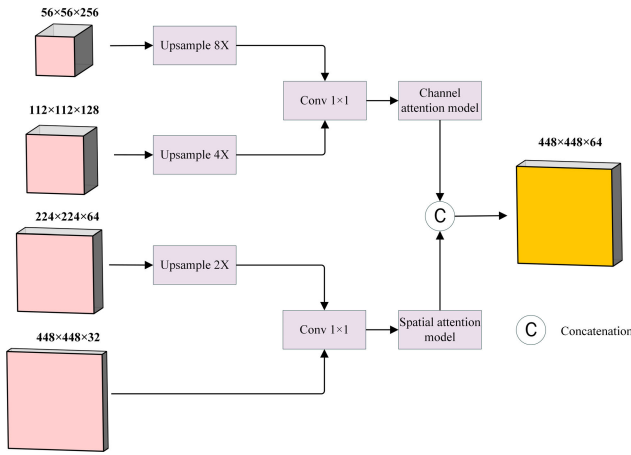 56×56×256
Upsample 8X
Conv 1×1
Channel
attention model
112×112×128
Upsample 4X
448×448×64
C
224×224×64
Upsample 2X
Conv 1×1
Spatial attention
model
C
Concatenation
448×448×32